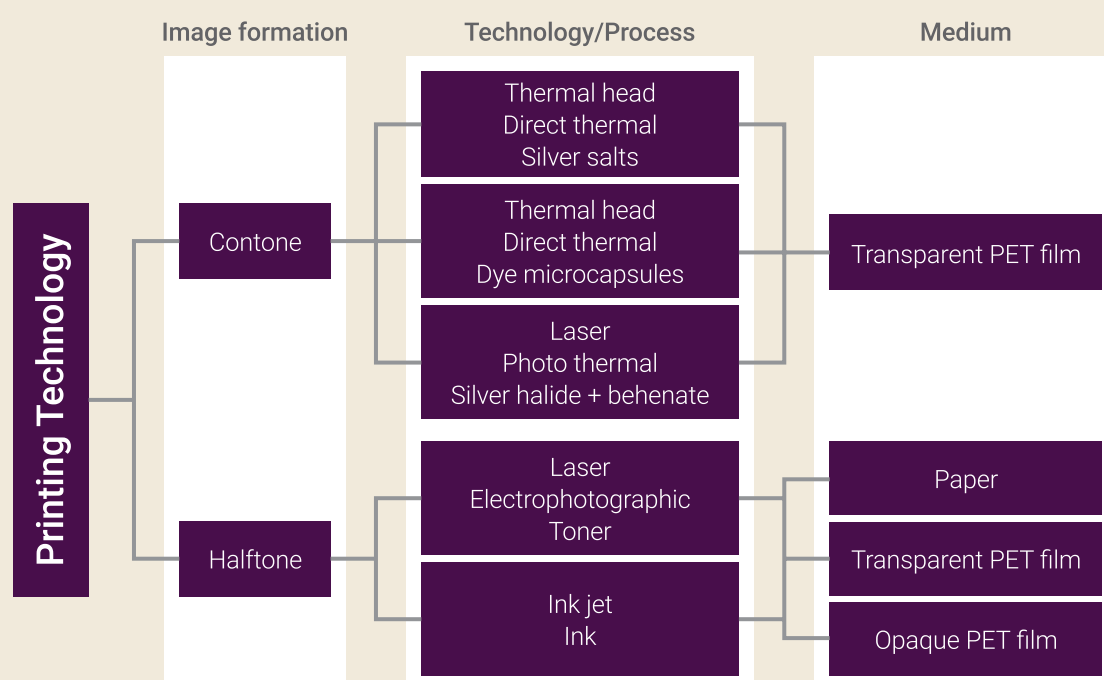 Image formation
Technology/Process
Medium
Printing Technology
Contone
Thermal head
Direct thermal
Silver salts
Thermal head
Direct thermal
Dye microcapsules
Laser
Photo thermal
Silver halide + behenate
Transparent PET film
Halftone
Laser
Electrophotographic
Toner
Ink jet
Ink
Paper
Transparent PET film
Opaque PET film